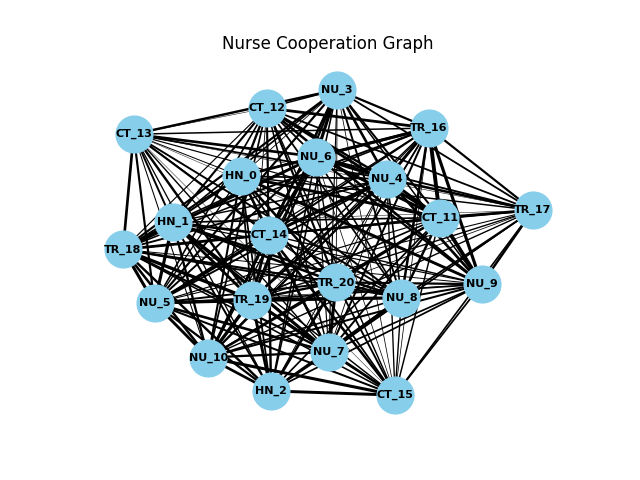 Nurse Cooperation Graph
NU_3
CT_12
TR_16
CT_13
NU_6
HN_0
NU_4
TR_17
CT_11
HN_1
CT_14
TR_18
TR_20
NU_9
NU_8
TR_19
NU_5
NU_7
NU_10
HN_2
CT_15